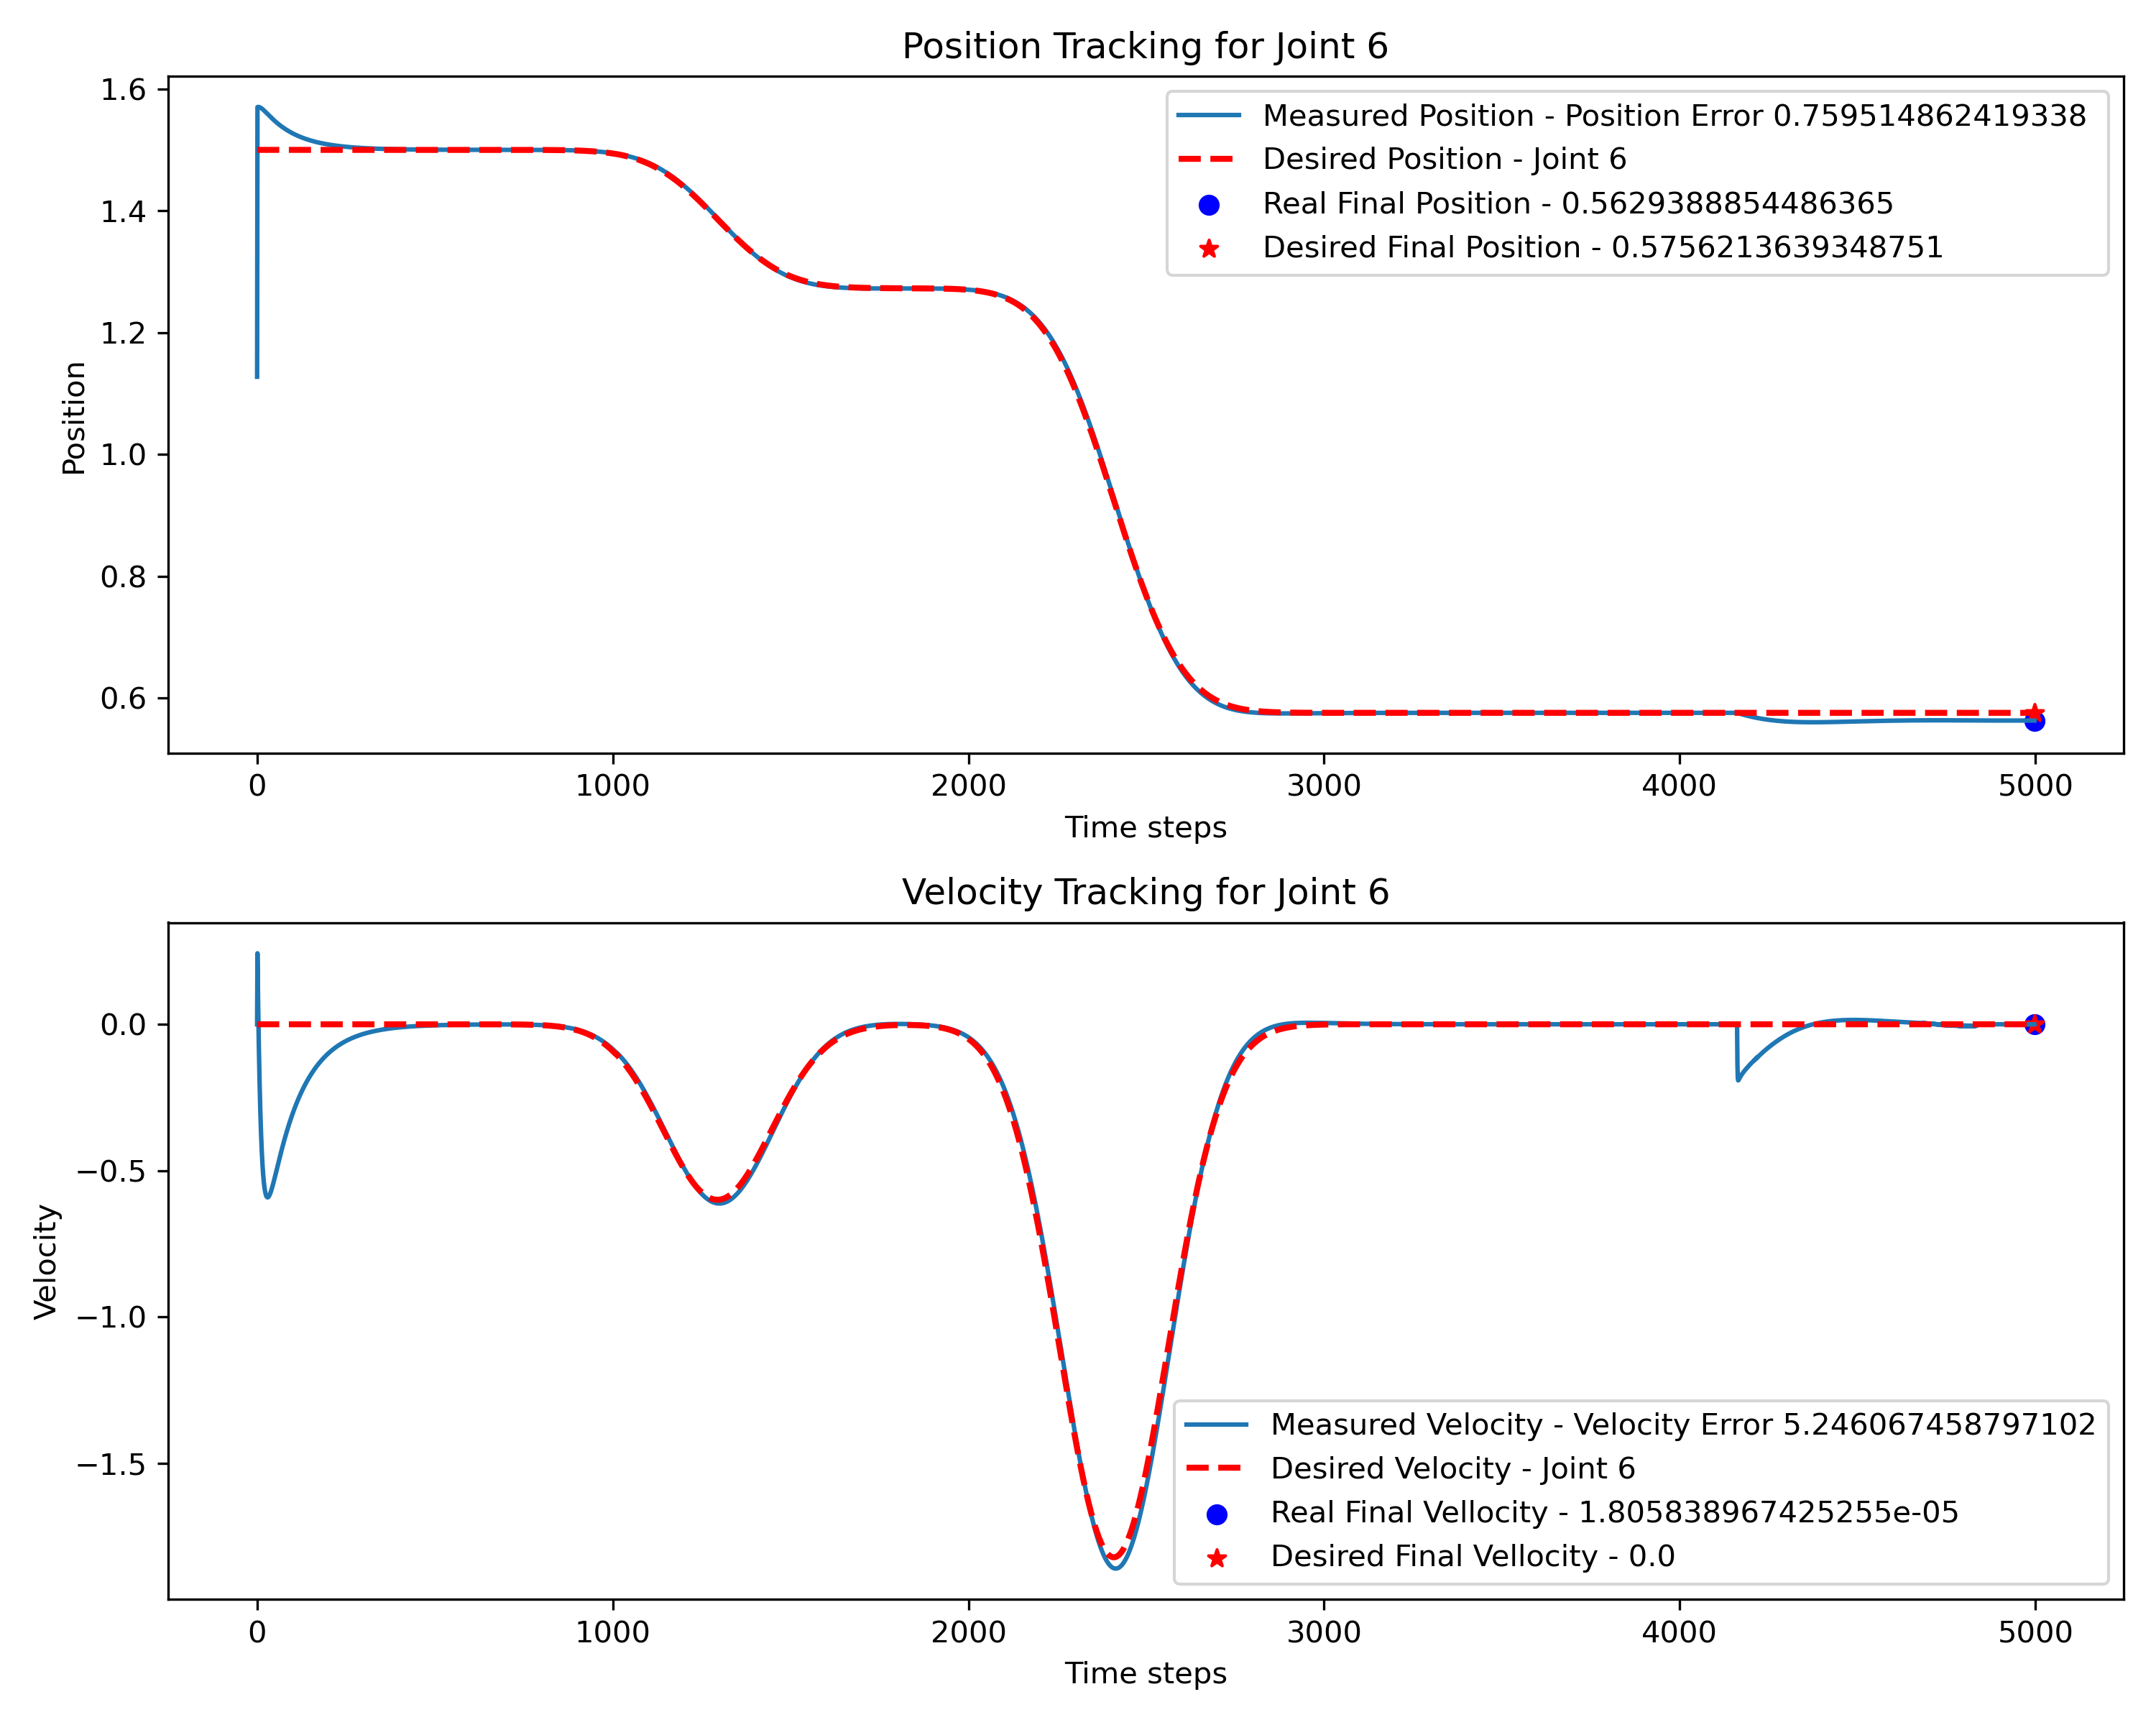 Position Tracking for Joint 6
1.6
1.4
1.2
1.0
0.8
0.6
Position
Measured Position - Position Error 0.759514862419338
Desired Position - Joint 6
Real Final Position - 0.5629388854486365
Desired Final Position - 0.5756213639348751
0 1000 2000 3000 4000 5000
Time steps
Velocity Tracking for Joint 6
0.0
−0.5
−1.0
−1.5
Velocity
Measured Velocity - Velocity Error 5.246067458797102
Desired Velocity - Joint 6
Real Final Vellocity - 1.805838967425255e-05
Desired Final Vellocity - 0.0
0 1000 2000 3000 4000 5000
Time steps